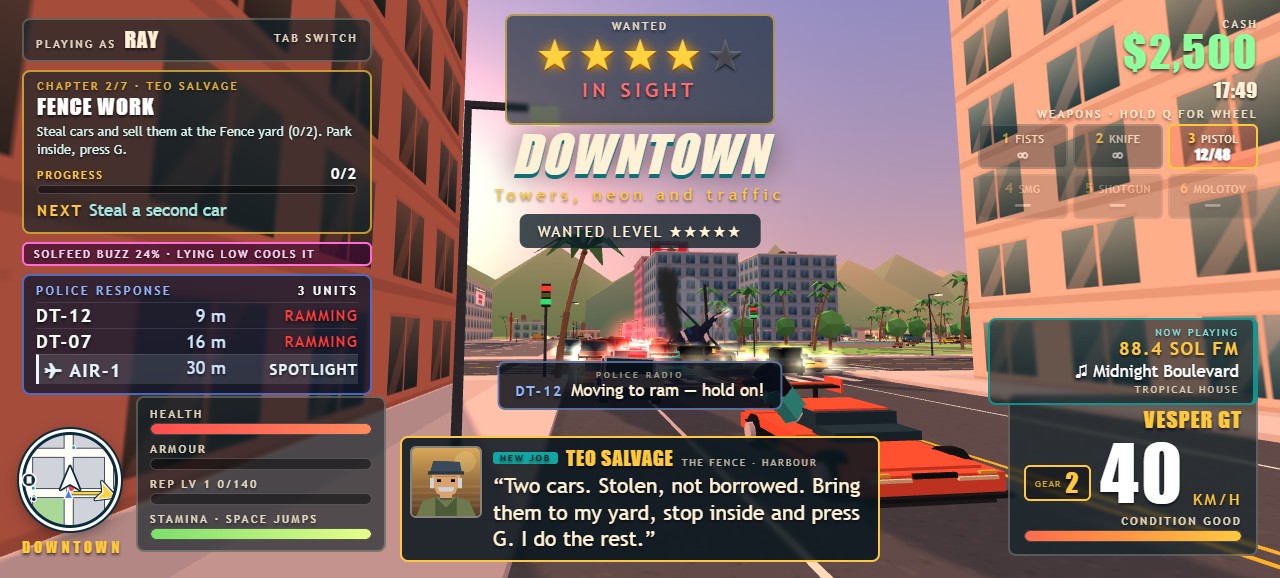 PLAYING AS RAY TAB SWITCH
CHAPTER 2/7 · TEO SALVAGE
FENCE WORK
Steal cars and sell them at the Fence yard (0/2). Park
inside, press G.
PROGRESS 0/2
NEXT Steal a second car
SOLFEED BUZZ 24% · LYING LOW COOLS IT
POLICE RESPONSE 3 UNITS
DT-12 9 m RAMMING
DT-07 16 m RAMMING
AIR-1 30 m SPOTLIGHT
HEALTH
ARMOUR
REP LV 1 0/140
STAMINA · SPACE JUMPS
DOWNTOWN
WANTED
★★★★★
IN SIGHT
DOWNTOWN
Towers, neon and traffic
WANTED LEVEL ★★★★★
POLICE RADIO
DT-12 Moving to ram — hold on!
NEW JOB TEO SALVAGE THE FENCE · HARBOUR
“Two cars. Stolen, not borrowed. Bring
them to my yard, stop inside and press
G. I do the rest.”
CASH
$2,500
17:49
WEAPONS · HOLD Q FOR WHEEL
1 FISTS ∞
2 KNIFE ∞
3 PISTOL 12/48
4 SMG —
5 SHOTGUN —
6 MOLOTOV —
NOW PLAYING
88.4 SOL FM
♫ Midnight Boulevard
TROPICAL HOUSE
VESPER GT
GEAR 2 40 KM/H
CONDITION GOOD